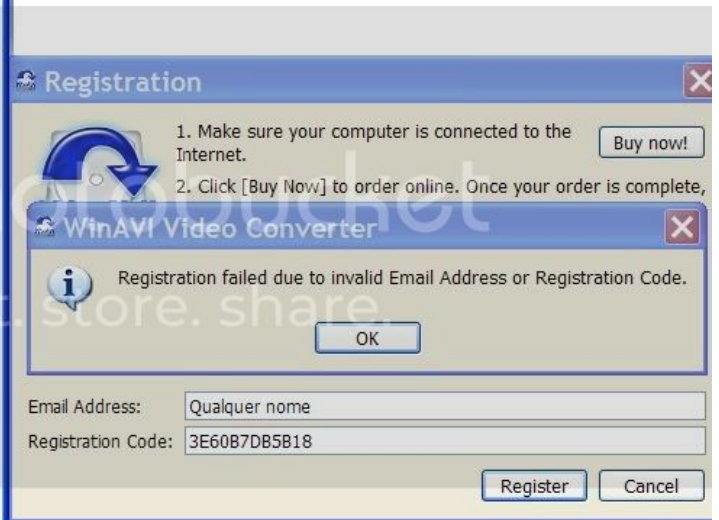 Registration
1. Make sure your computer is connected to the
Internet.
Buy now!
2. Click [Buy Now] to order online. Once your order is complete,
WinAVI Video Converter
Registration failed due to invalid Email Address or Registration Code.
OK
Email Address:
Qualquer nome
Registration Code:
3E60B7DB5B18
Register
Cancel
obucket
t. store. share.